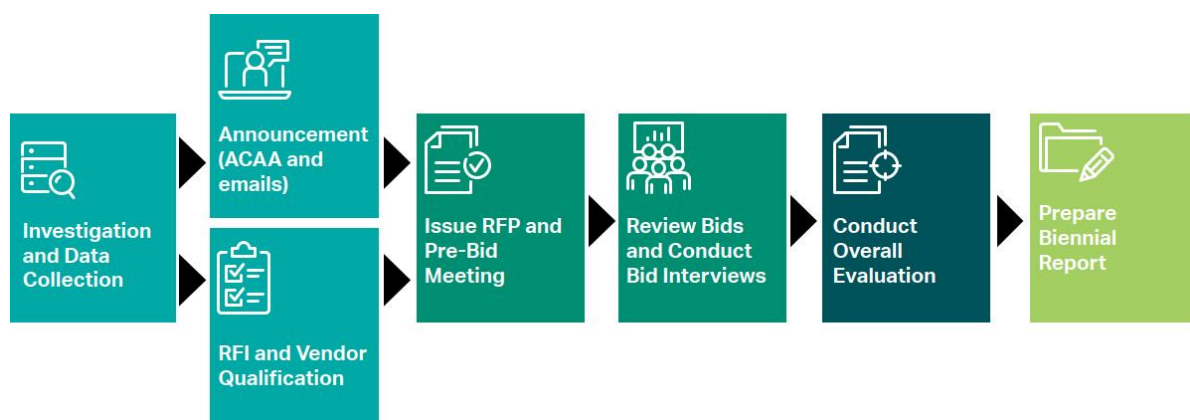 Investigation
and Data
Collection
Announcement
(ACAA and
emails)
RFI and Vendor
Qualification
Issue RFP and
Pre-Bid
Meeting
Review Bids
and Conduct
Bid Interviews
Conduct
Overall
Evaluation
Prepare
Biennial
Report